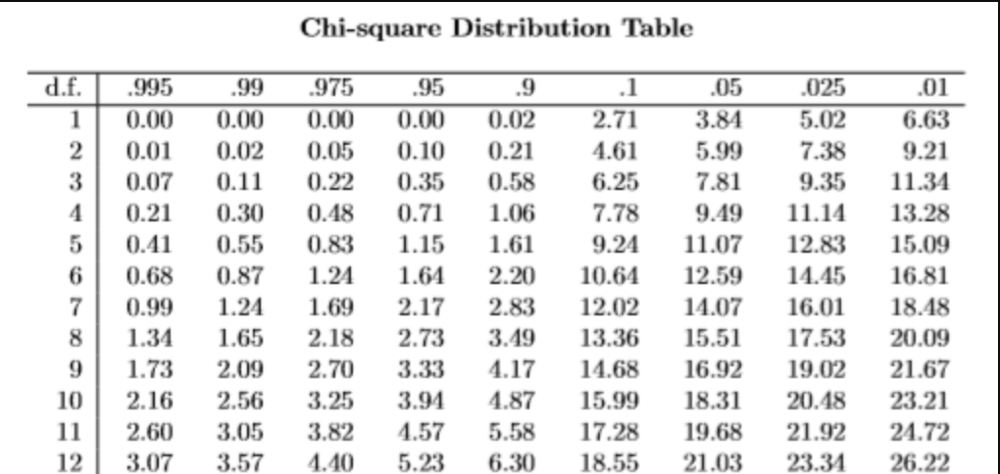 Chi-square Distribution Table
d.f. .995 .99 .975 .95 .9 .1 .05 .025 .01
1 0.00 0.00 0.00 0.00 0.02 2.71 3.84 5.02 6.63
2 0.01 0.02 0.05 0.10 0.21 4.61 5.99 7.38 9.21
3 0.07 0.11 0.22 0.35 0.58 6.25 7.81 9.35 11.34
4 0.21 0.30 0.48 0.71 1.06 7.78 9.49 11.14 13.28
5 0.41 0.55 0.83 1.15 1.61 9.24 11.07 12.83 15.09
6 0.68 0.87 1.24 1.64 2.20 10.64 12.59 14.45 16.81
7 0.99 1.24 1.69 2.17 2.83 12.02 14.07 16.01 18.48
8 1.34 1.65 2.18 2.73 3.49 13.36 15.51 17.53 20.09
9 1.73 2.09 2.70 3.33 4.17 14.68 16.92 19.02 21.67
10 2.16 2.56 3.25 3.94 4.87 15.99 18.31 20.48 23.21
11 2.60 3.05 3.82 4.57 5.58 17.28 19.68 21.92 24.72
12 3.07 3.57 4.40 5.23 6.30 18.55 21.03 23.34 26.22